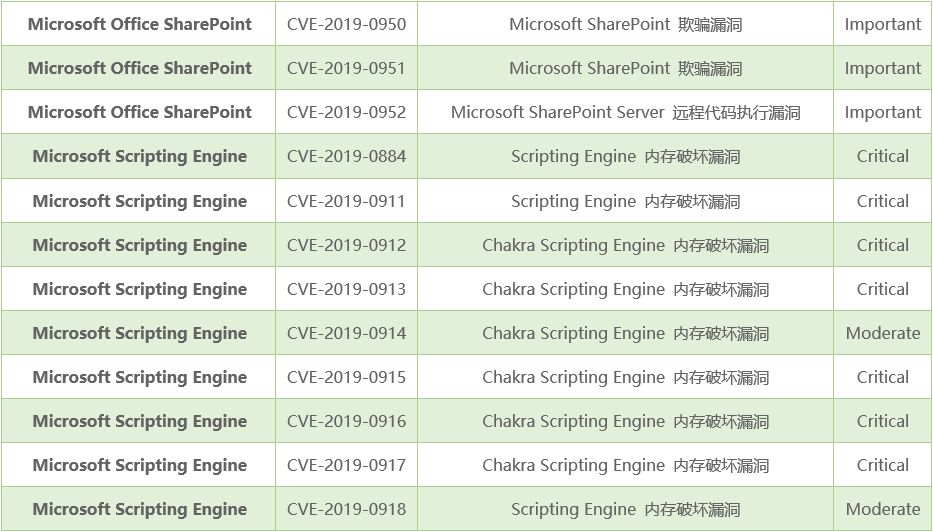 Microsoft Office SharePoint CVE-2019-0950 Microsoft SharePoint 欺骗漏洞 Important
Microsoft Office SharePoint CVE-2019-0951 Microsoft SharePoint 欺骗漏洞 Important
Microsoft Office SharePoint CVE-2019-0952 Microsoft SharePoint Server 远程代码执行漏洞 Important
Microsoft Scripting Engine CVE-2019-0884 Scripting Engine 内存破坏漏洞 Critical
Microsoft Scripting Engine CVE-2019-0911 Scripting Engine 内存破坏漏洞 Critical
Microsoft Scripting Engine CVE-2019-0912 Chakra Scripting Engine 内存破坏漏洞 Critical
Microsoft Scripting Engine CVE-2019-0913 Chakra Scripting Engine 内存破坏漏洞 Critical
Microsoft Scripting Engine CVE-2019-0914 Chakra Scripting Engine 内存破坏漏洞 Moderate
Microsoft Scripting Engine CVE-2019-0915 Chakra Scripting Engine 内存破坏漏洞 Critical
Microsoft Scripting Engine CVE-2019-0916 Chakra Scripting Engine 内存破坏漏洞 Critical
Microsoft Scripting Engine CVE-2019-0917 Chakra Scripting Engine 内存破坏漏洞 Critical
Microsoft Scripting Engine CVE-2019-0918 Scripting Engine 内存破坏漏洞 Moderate